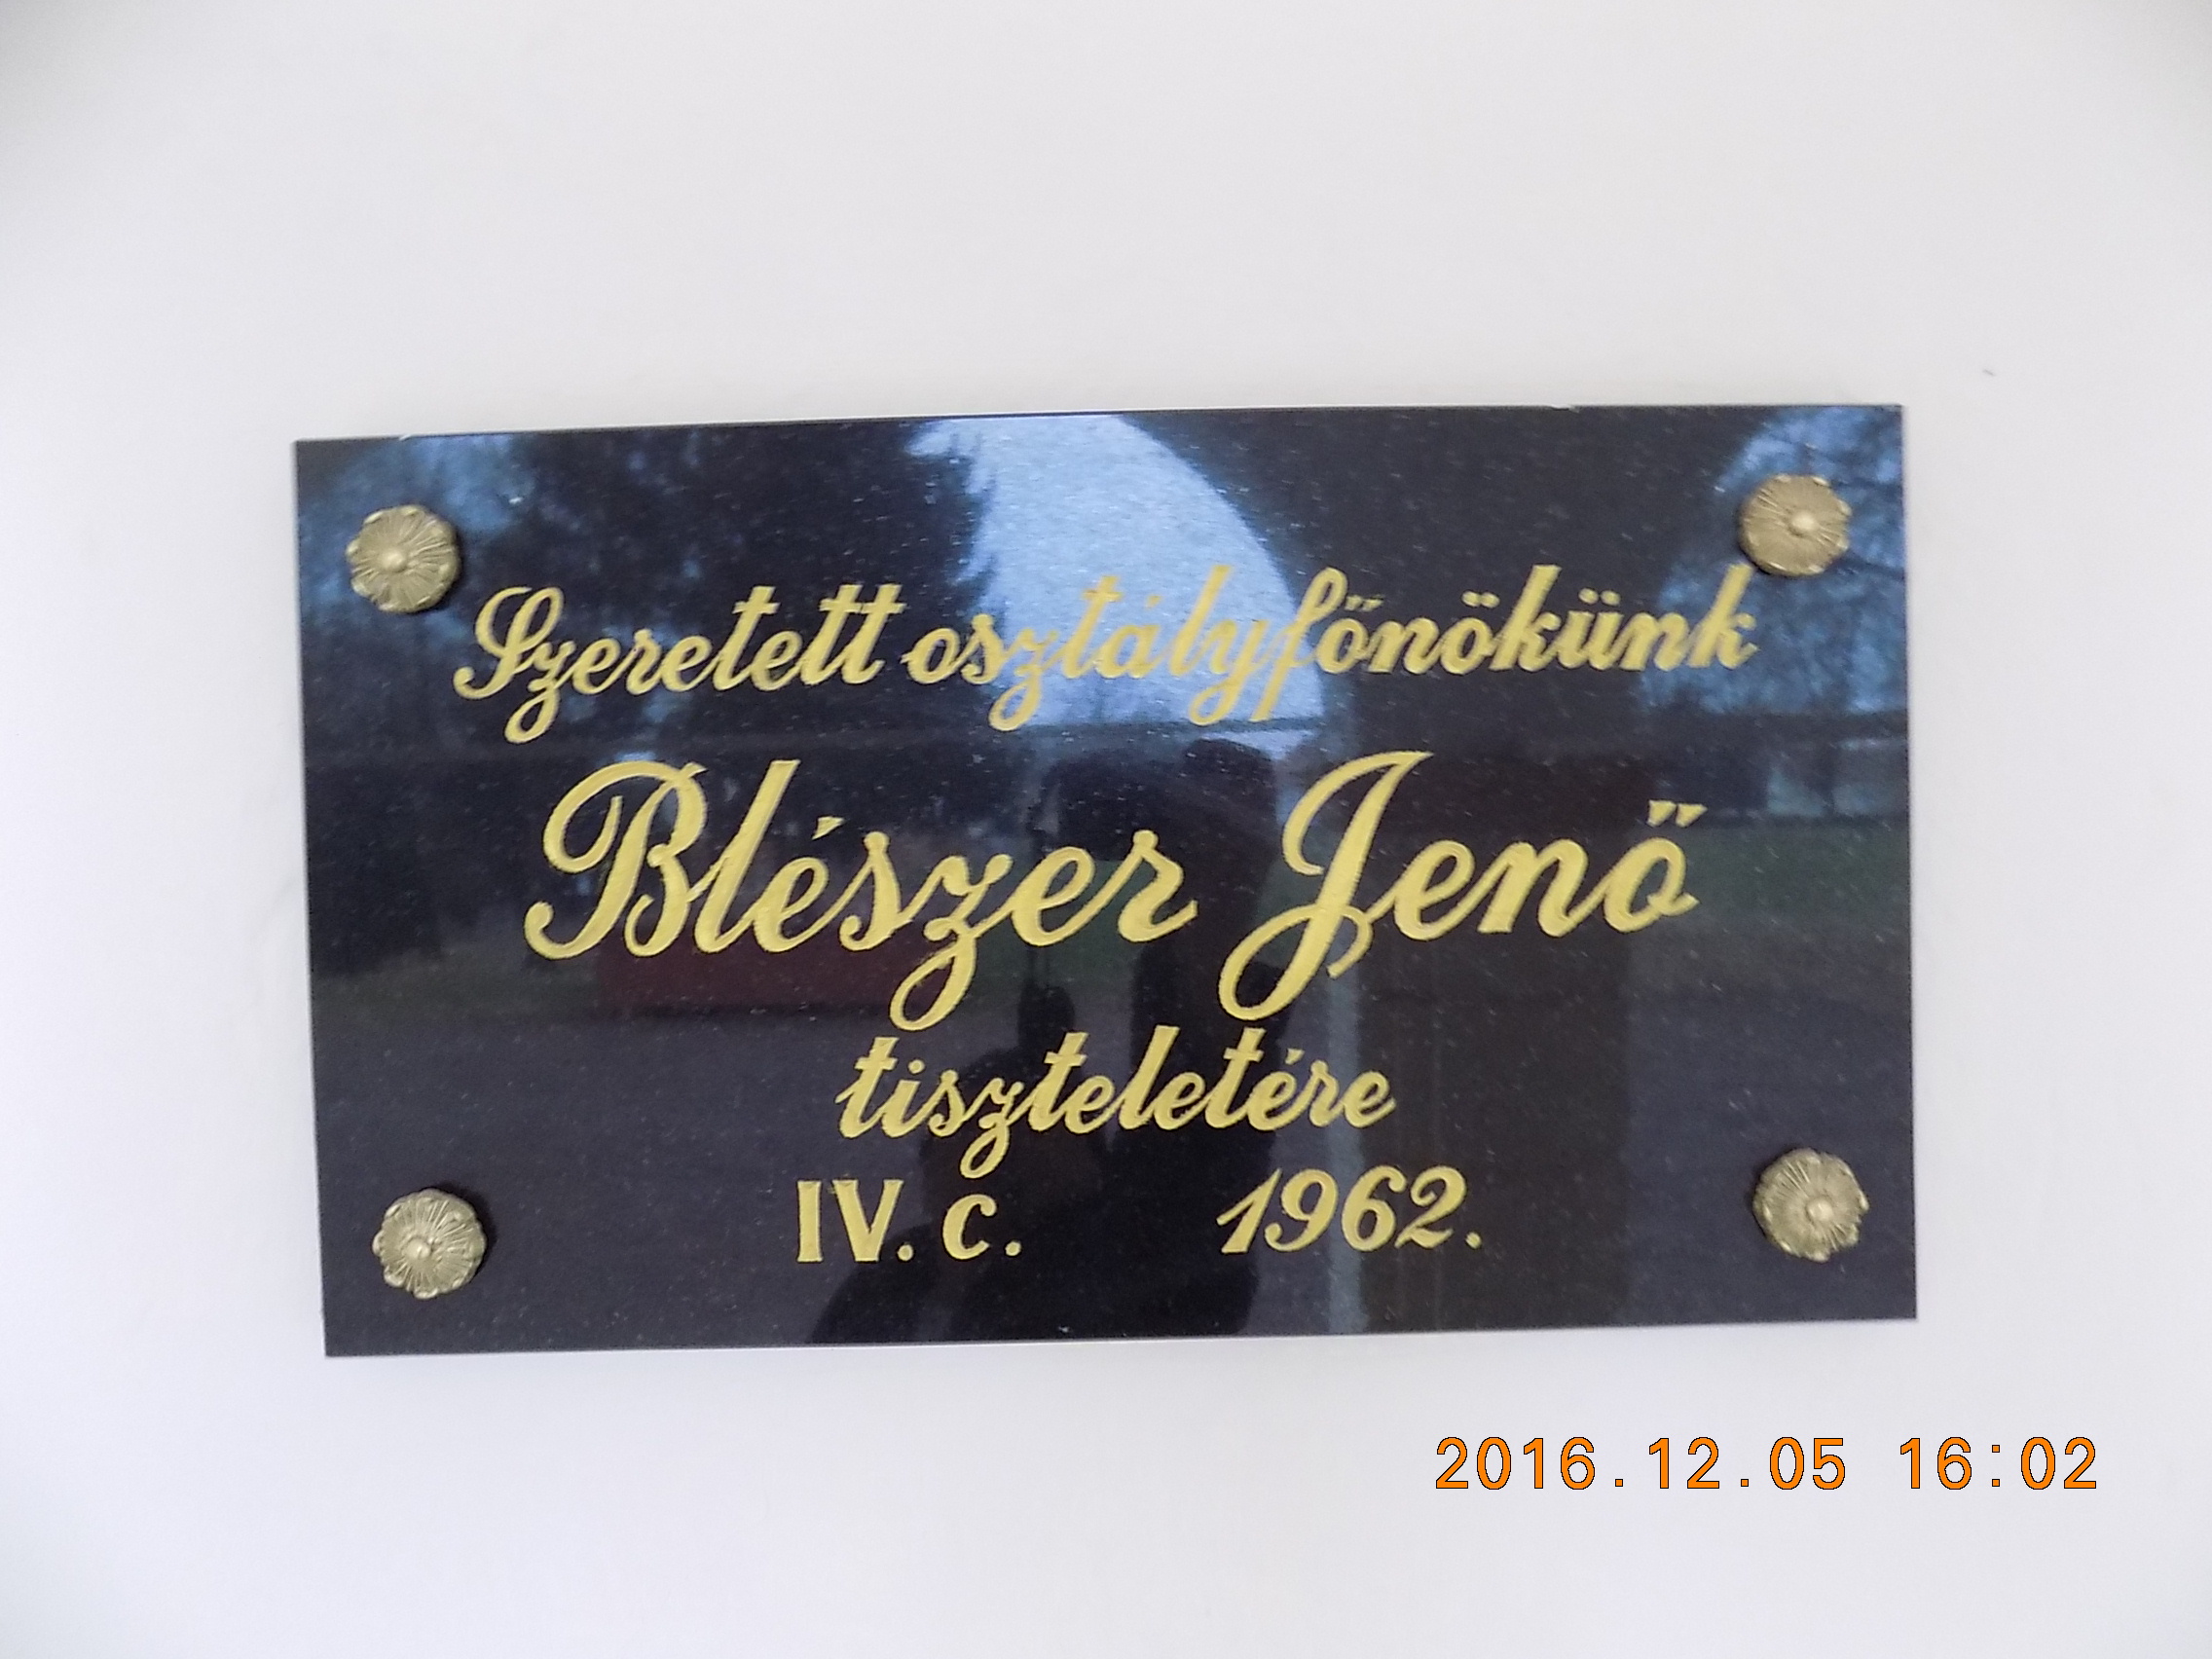 Szeretett osztályfőnökünk
Blészer Jenő
tiszteletére
IV. c. 1962.
2016.12.05 16:02